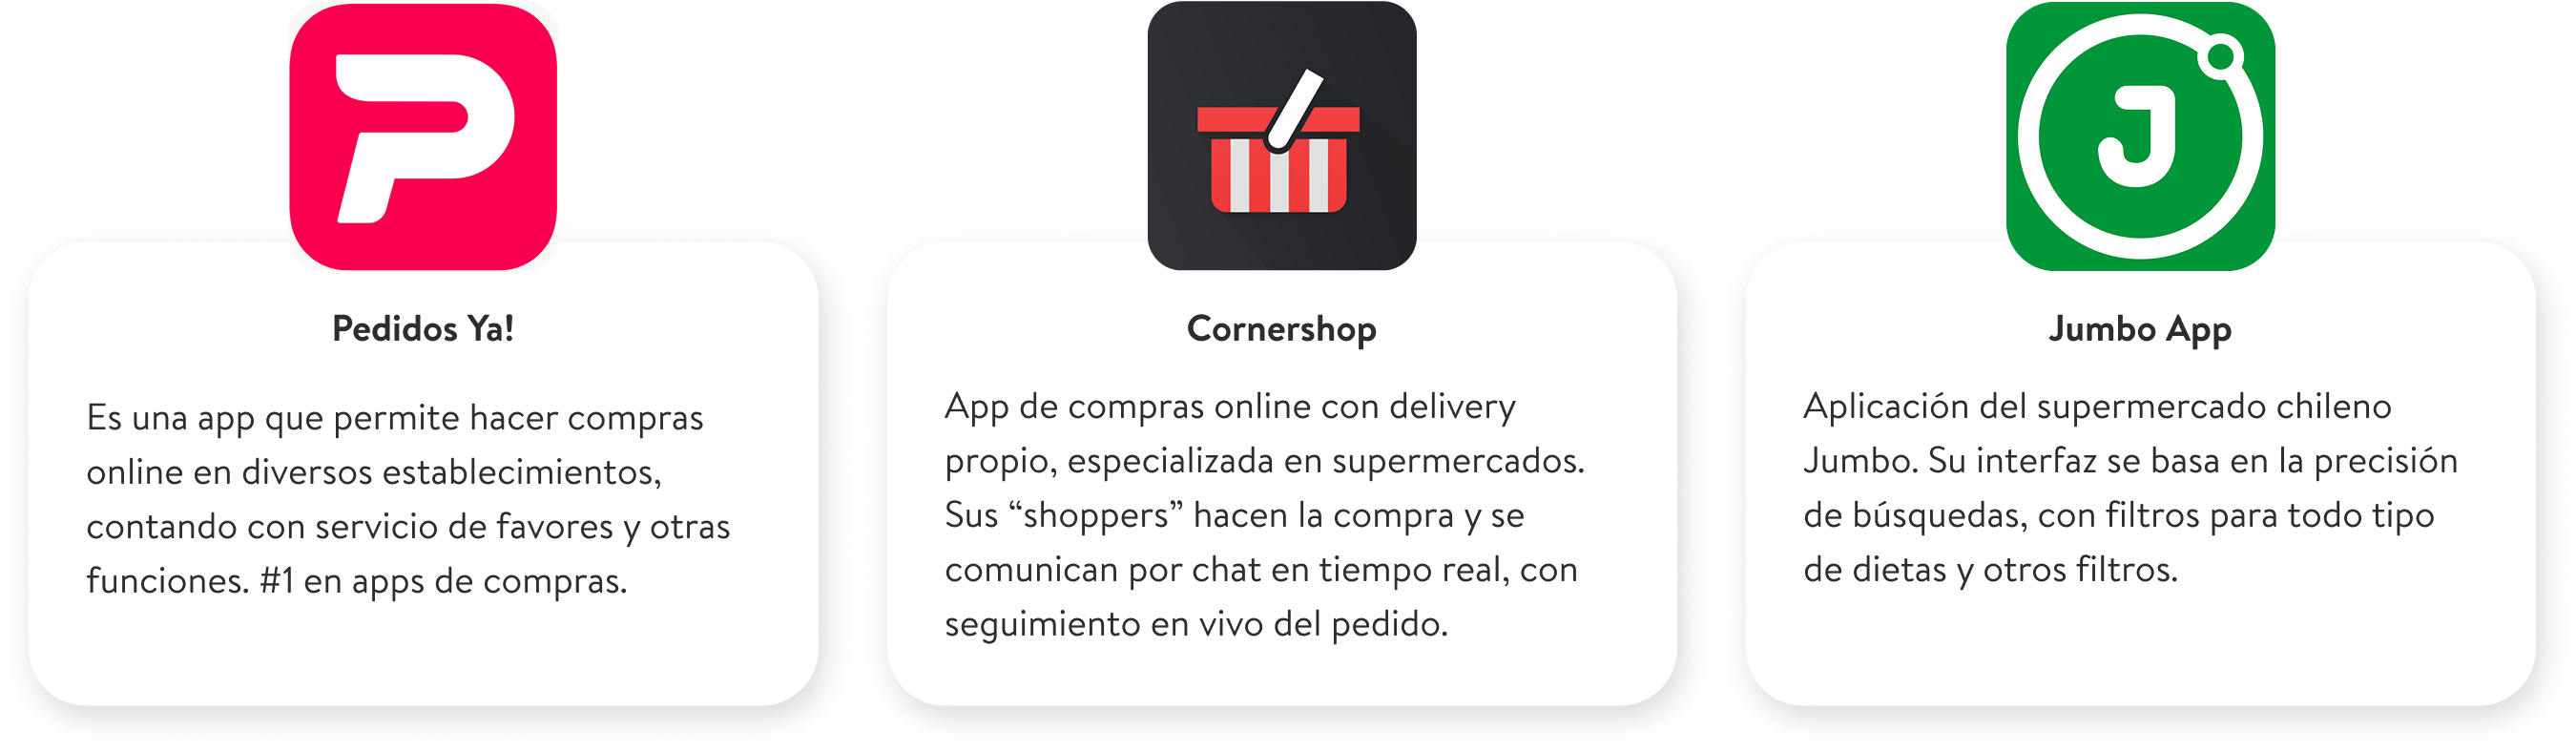 Pedidos Ya!
Es una app que permite hacer compras
online en diversos establecimientos,
contando con servicio de favores y otras
funciones. #1 en apps de compras.
Cornershop
App de compras online con delivery
propio, especializada en supermercados.
Sus “shoppers” hacen la compra y se
comunican por chat en tiempo real, con
seguimiento en vivo del pedido.
J
Jumbo App
Aplicación del supermercado chileno
Jumbo. Su interfaz se basa en la precisión
de búsquedas, con filtros para todo tipo
de dietas y otros filtros.